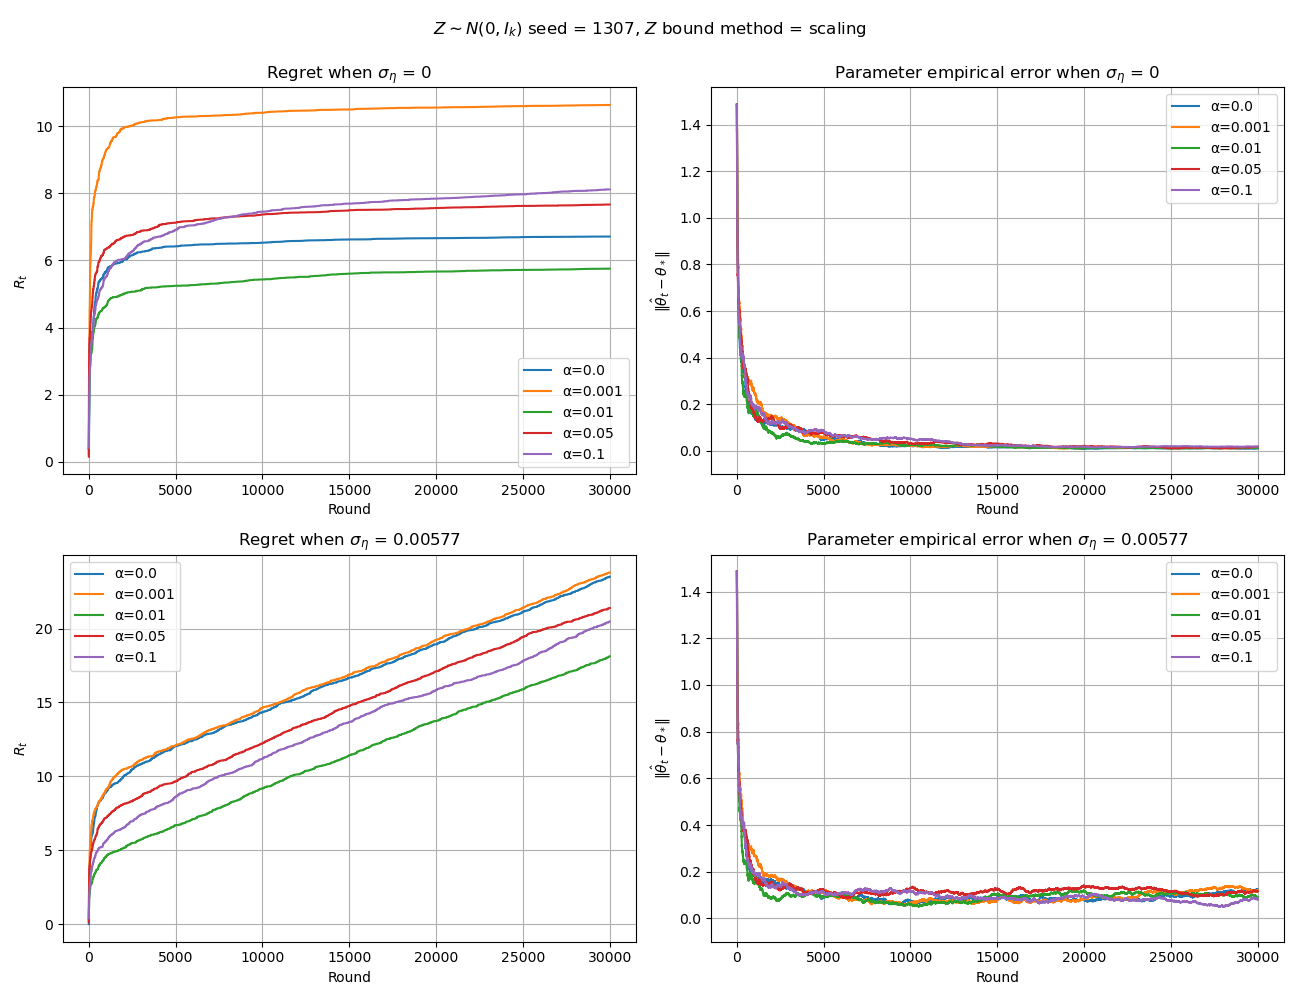 Z ∼ N(0, I_k) seed = 1307, Z bound method = scaling
Regret when σ_η = 0
R_t
10
8
6
4
2
0
0 5000 10000 15000 20000 25000 30000
Round
α=0.0
α=0.001
α=0.01
α=0.05
α=0.1
Parameter empirical error when σ_η = 0
‖θ̂_t − θ_*‖
1.4
1.2
1.0
0.8
0.6
0.4
0.2
0.0
0 5000 10000 15000 20000 25000 30000
Round
α=0.0
α=0.001
α=0.01
α=0.05
α=0.1
Regret when σ_η = 0.00577
R_t
20
15
10
5
0
0 5000 10000 15000 20000 25000 30000
Round
α=0.0
α=0.001
α=0.01
α=0.05
α=0.1
Parameter empirical error when σ_η = 0.00577
‖θ̂_t − θ_*‖
1.4
1.2
1.0
0.8
0.6
0.4
0.2
0.0
0 5000 10000 15000 20000 25000 30000
Round
α=0.0
α=0.001
α=0.01
α=0.05
α=0.1